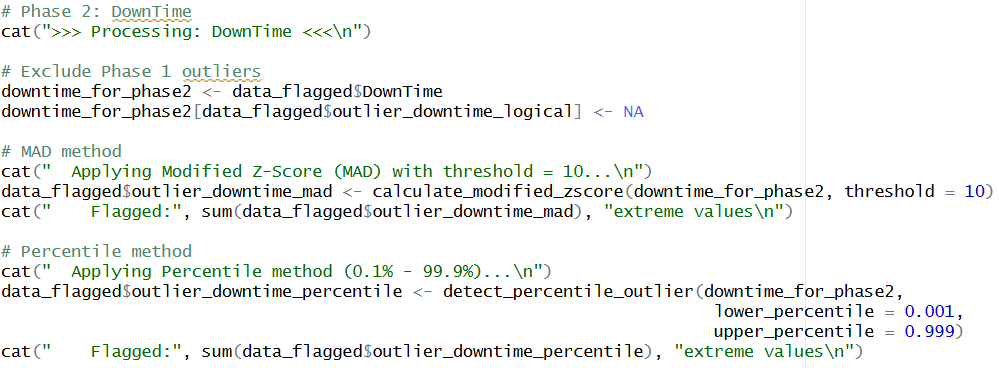 # Phase 2: DownTime
cat(">>> Processing: DownTime <<<\n")

# Exclude Phase 1 outliers
downtime_for_phase2 <- data_flagged$DownTime
downtime_for_phase2[data_flagged$outlier_downtime_logical] <- NA

# MAD method
cat("  Applying Modified Z-Score (MAD) with threshold = 10...\n")
data_flagged$outlier_downtime_mad <- calculate_modified_zscore(downtime_for_phase2, threshold = 10)
cat("    Flagged:", sum(data_flagged$outlier_downtime_mad), "extreme values\n")

# Percentile method
cat("  Applying Percentile method (0.1% - 99.9%)...\n")
data_flagged$outlier_downtime_percentile <- detect_percentile_outlier(downtime_for_phase2,
                                                                      lower_percentile = 0.001,
                                                                      upper_percentile = 0.999)
cat("    Flagged:", sum(data_flagged$outlier_downtime_percentile), "extreme values\n")